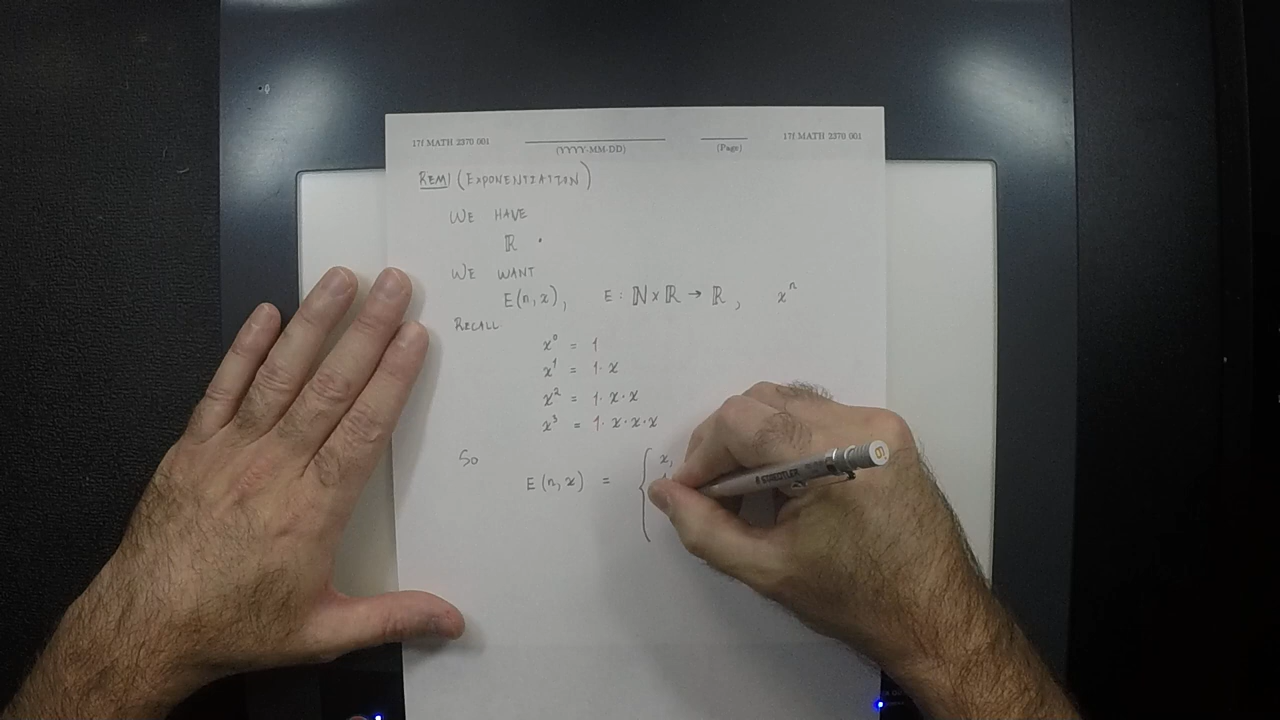 17f MATH 2370 001 (YYYY-MM-DD) (Page) 17f MATH 2370 001
REM (EXPONENTIATION)
WE HAVE
ℝ ·
WE WANT
E(n,x), E : ℕ × ℝ → ℝ, xⁿ
RECALL
x⁰ = 1
x¹ = 1·x
x² = 1·x·x
x³ = 1·x·x·x
SO
x,
E(n,x) = {
STAEDTLER